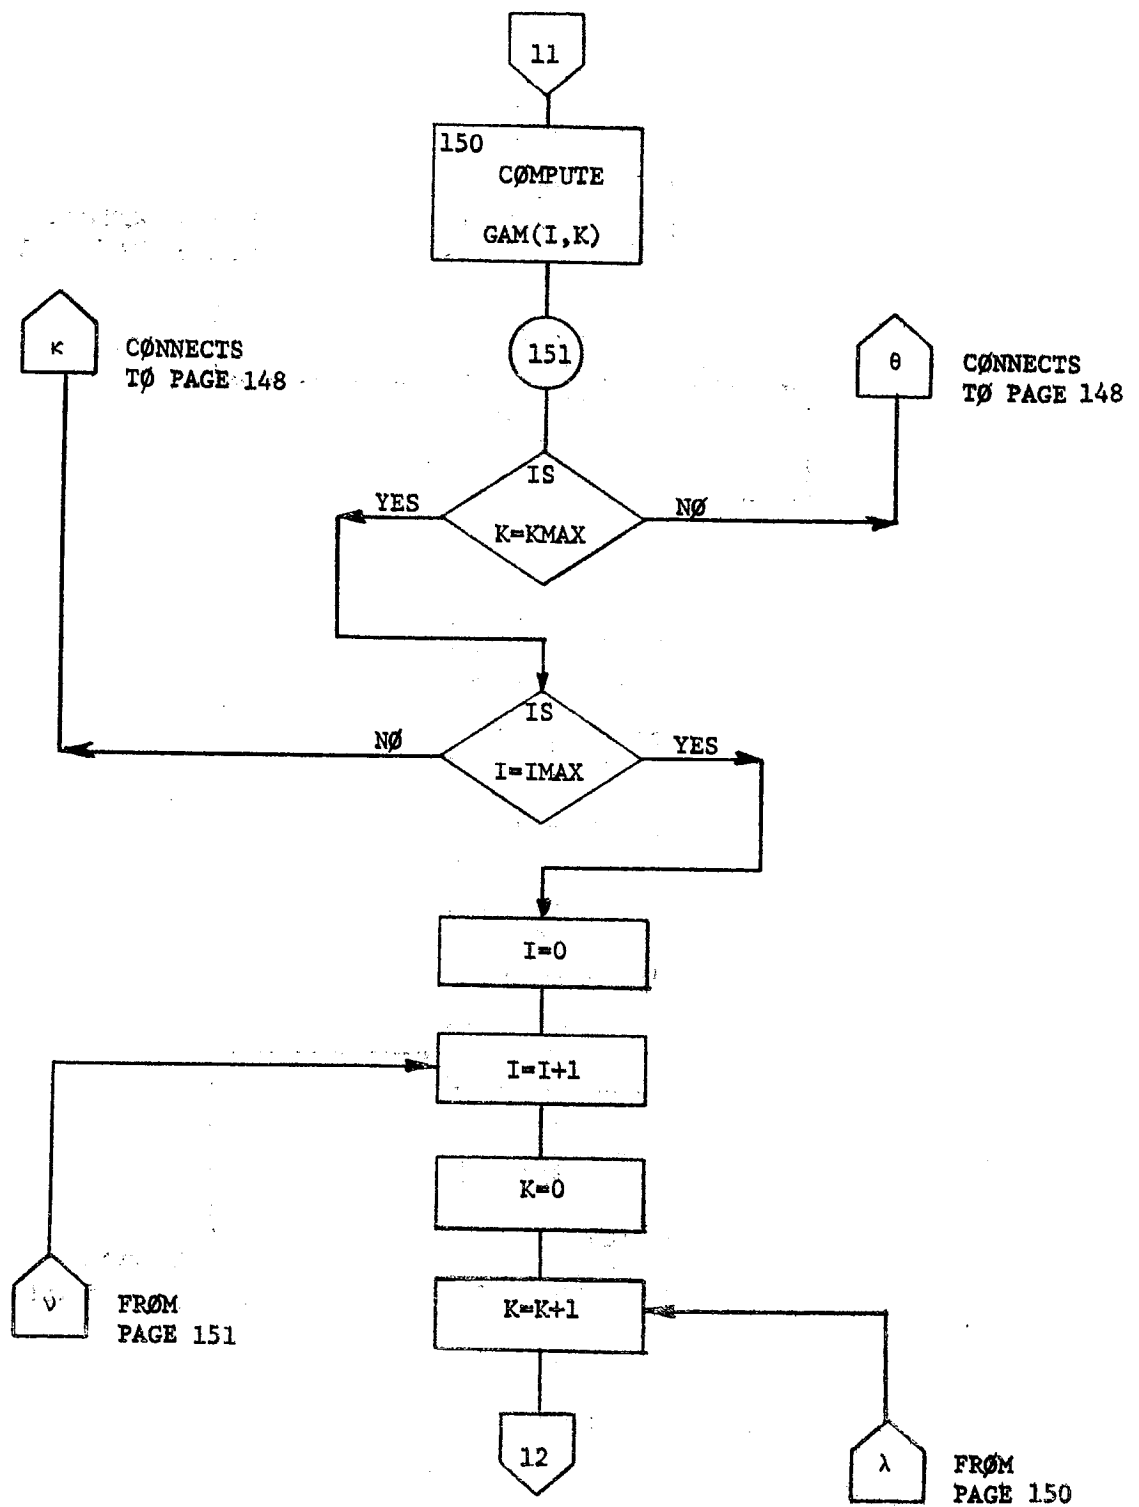 11
150
CØMPUTE
GAM(I,K)
151
κ
CØNNECTS
TØ PAGE 148
θ
CØNNECTS
TØ PAGE 148
IS
K=KMAX
YES
NØ
IS
I=IMAX
NØ
YES
I=0
I=I+1
K=0
K=K+1
ν
FRØM
PAGE 151
12
λ
FRØM
PAGE 150